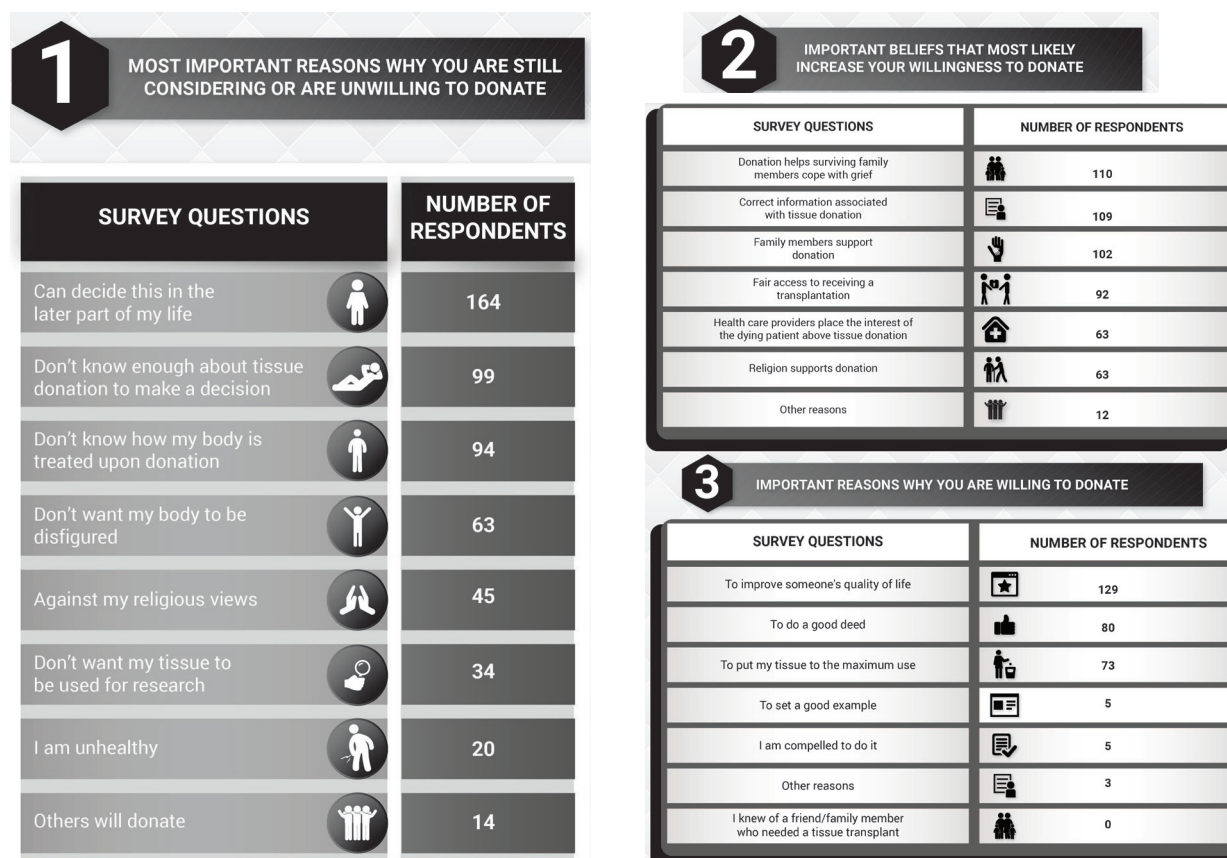 1
MOST IMPORTANT REASONS WHY YOU ARE STILL
CONSIDERING OR ARE UNWILLING TO DONATE
SURVEY QUESTIONS
NUMBER OF
RESPONDENTS
Can decide this in the
later part of my life
164
Don't know enough about tissue
donation to make a decision
99
Don't know how my body is
treated upon donation
94
Don't want my body to be
disfigured
63
Against my religious views
45
Don't want my tissue to
be used for research
34
I am unhealthy
20
Others will donate
14
2
IMPORTANT BELIEFS THAT MOST LIKELY
INCREASE YOUR WILLINGNESS TO DONATE
SURVEY QUESTIONS
NUMBER OF RESPONDENTS
Donation helps surviving family
members cope with grief
110
Correct information associated
with tissue donation
109
Family members support
donation
102
Fair access to receiving a
transplantation
92
Health care providers place the interest of
the dying patient above tissue donation
63
Religion supports donation
63
Other reasons
12
3
IMPORTANT REASONS WHY YOU ARE WILLING TO DONATE
SURVEY QUESTIONS
NUMBER OF RESPONDENTS
To improve someone's quality of life
129
To do a good deed
80
To put my tissue to the maximum use
73
To set a good example
5
I am compelled to do it
5
Other reasons
3
I knew of a friend/family member
who needed a tissue transplant
0